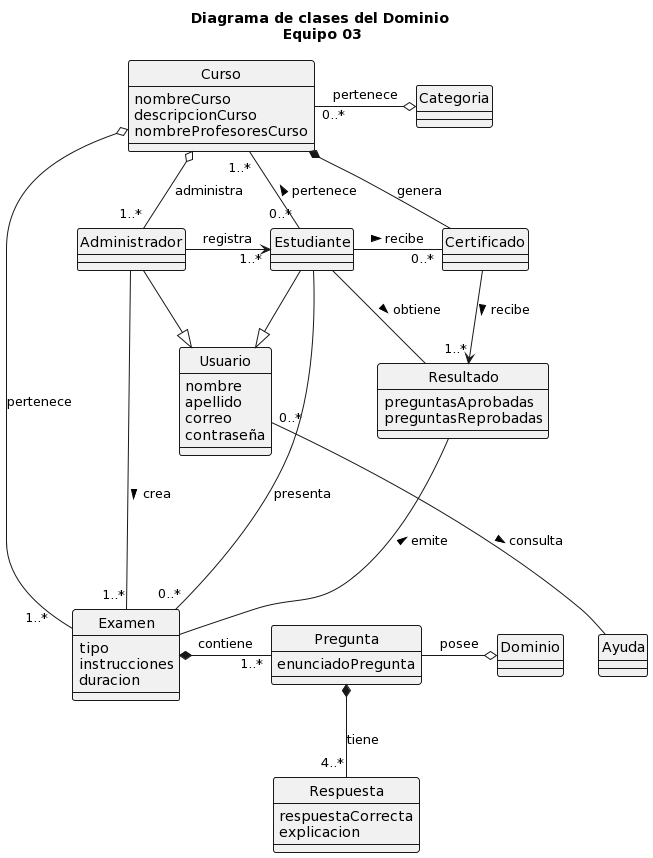 Diagrama de clases del Dominio
Equipo 03
Curso
nombreCurso
descripcionCurso
nombreProfesoresCurso
pertenece
0..*
Categoria
1..*
administra
pertenece
genera
1..*
0..*
Administrador
registra
1..*
Estudiante
recibe
0..*
Certificado
obtiene
recibe
1..*
Usuario
nombre
apellido
correo
contraseña
Resultado
preguntasAprobadas
preguntasReprobadas
pertenece
0..*
crea
presenta
emite
consulta
1..*
0..*
1..*
Examen
tipo
instrucciones
duracion
contiene
1..*
Pregunta
enunciadoPregunta
posee
Dominio
Ayuda
tiene
4..*
Respuesta
respuestaCorrecta
explicacion